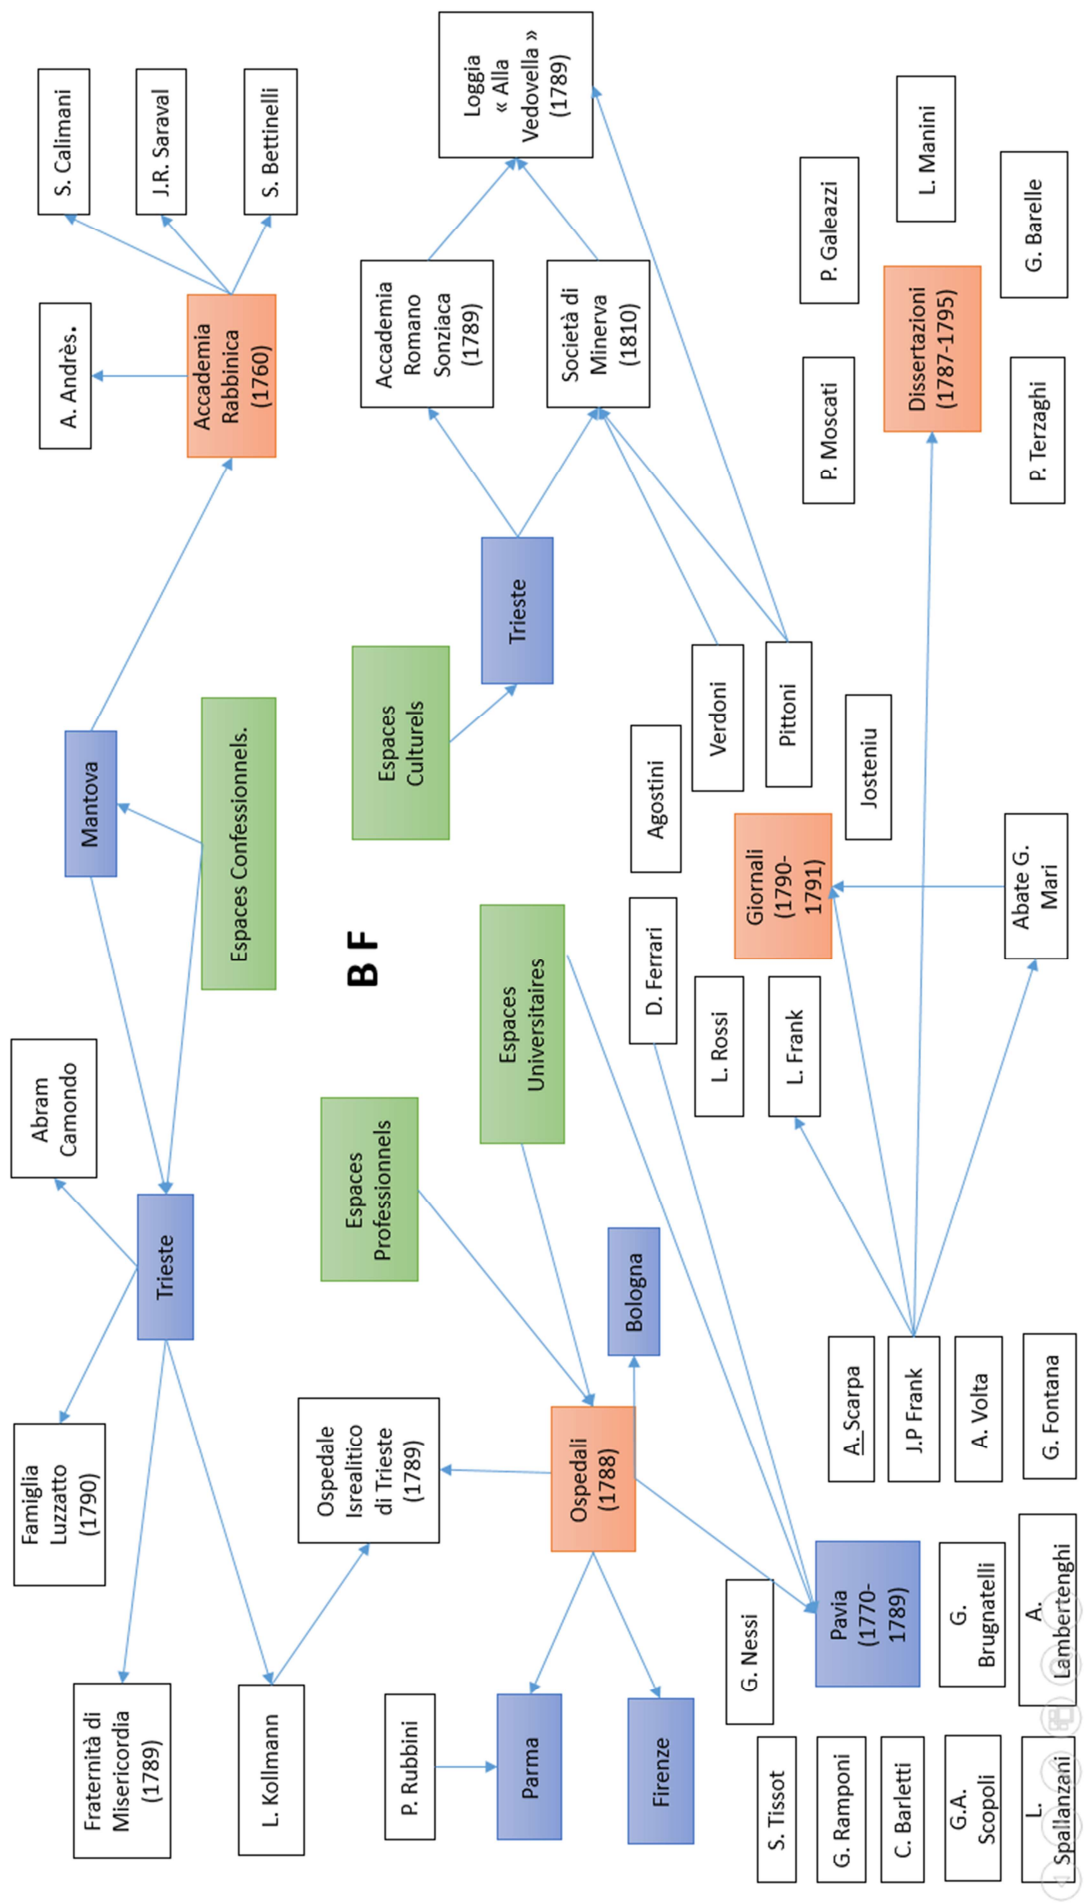 Fraternità di
Misericordia
(1789)
Famiglia
Luzzato
(1790)
Abram
Camondo
Mantova
A. Andrès.
S. Calimani
L. Kollmann
Trieste
Espaces Confessionnels.
Accademia
Rabbinica
(1760)
J.R. Saraval
S. Bettinelli
P. Rubbini
Ospedale
Isrealitico
di Trieste
(1789)
Espaces
Professionnels
B F
Espaces
Culturels
Accademia
Romano
Sonziaca
(1789)
Loggia
« Alla
Vedovella »
(1789)
Parma
Ospedali
(1788)
Espaces
Universitaires
Trieste
Società di
Minerva
(1810)
Firenze
Bologna
D. Ferrari
Agostini
G. Nessi
L. Rossi
Verdoni
S. Tissot
L. Frank
Giornali
(1790-
1791)
Pittoni
P. Moscati
P. Galeazzi
G. Ramponi
Pavia
(1770-
1789)
A. Scarpa
Josteniu
C. Barletti
J.P Frank
Dissertazioni
(1787-1795)
L. Manini
G.A.
Scopoli
G.
Brugnatelli
A. Volta
Abate G.
Mari
P. Terzaghi
G. Barelle
L.
Spallanzani
A.
Lambertenghi
G. Fontana